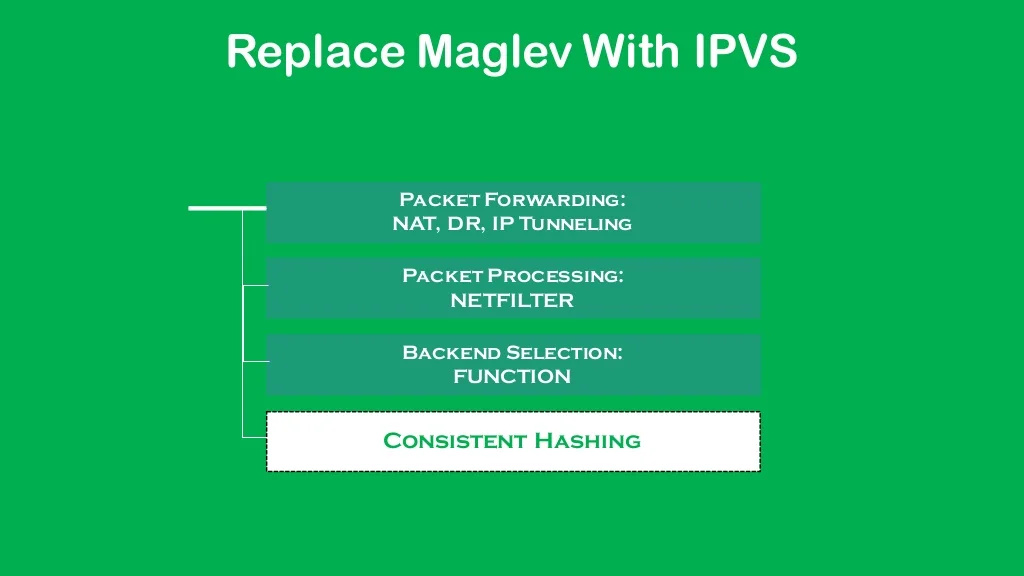 Replace Maglev With IPVS
Packet Forwarding:
NAT, DR, IP Tunneling
Packet Processing:
NETFILTER
Backend Selection:
FUNCTION
Consistent Hashing